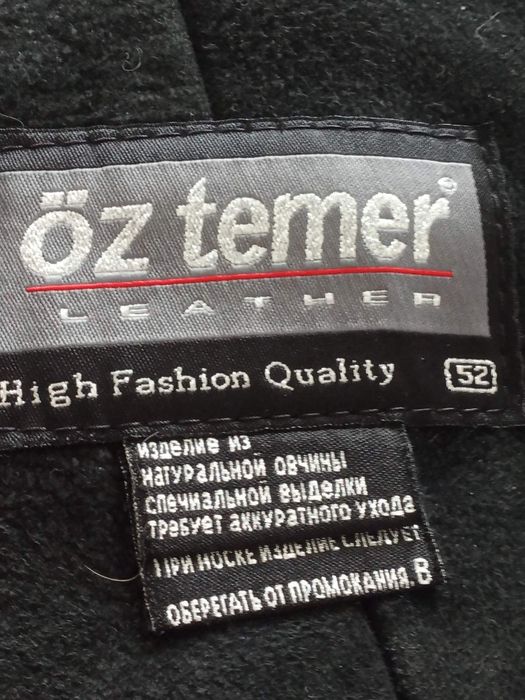 öz temer
LEATHER
High Fashion Quality 52
изделие из
натуральной овчины
спечиальной выделки
требует аккуратного ухода
ПРИ НОСКЕ ИЗДЕЛИЕ СЛЕДУЕТ
ОБЕРЕГАТЬ ОТ ПРОМОКАНИЯ. В